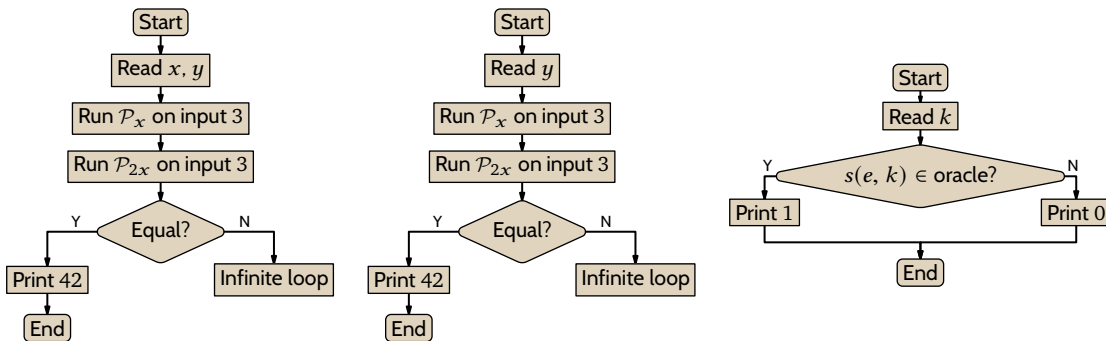 Start
Read x, y
Run 𝒫ₓ on input 3
Run 𝒫₂ₓ on input 3
Equal?
Y
N
Print 42
Infinite loop
End
Start
Read y
Run 𝒫ₓ on input 3
Run 𝒫₂ₓ on input 3
Equal?
Y
N
Print 42
Infinite loop
End
Start
Read k
s(e, k) ∈ oracle?
Y
N
Print 1
Print 0
End